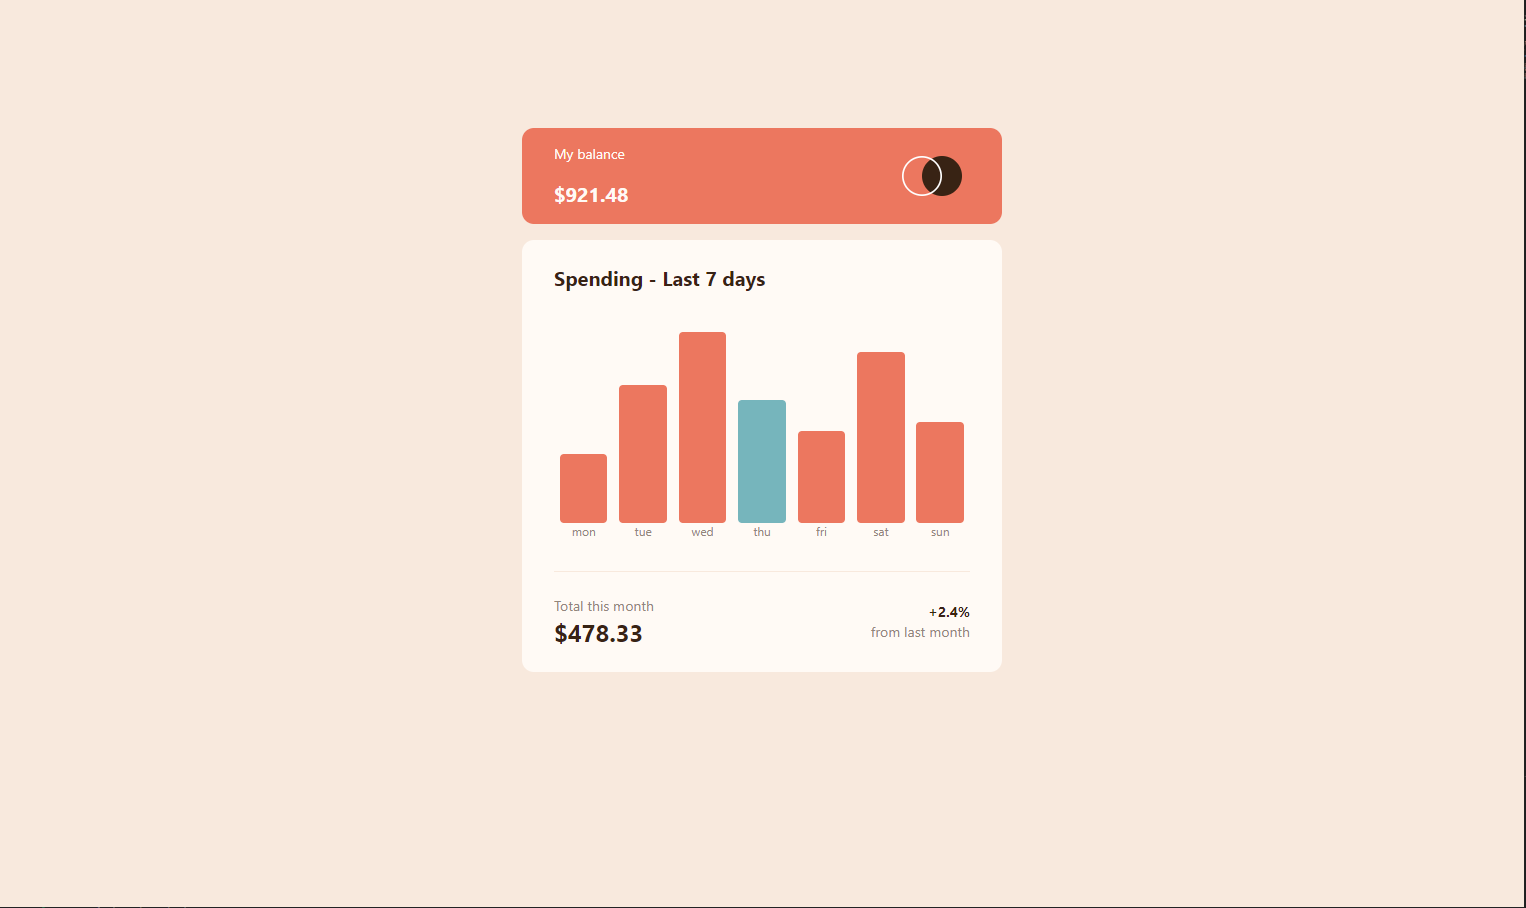 My balance
$921.48
Spending - Last 7 days
mon tue wed thu fri sat sun
Total this month
$478.33
+2.4%
from last month